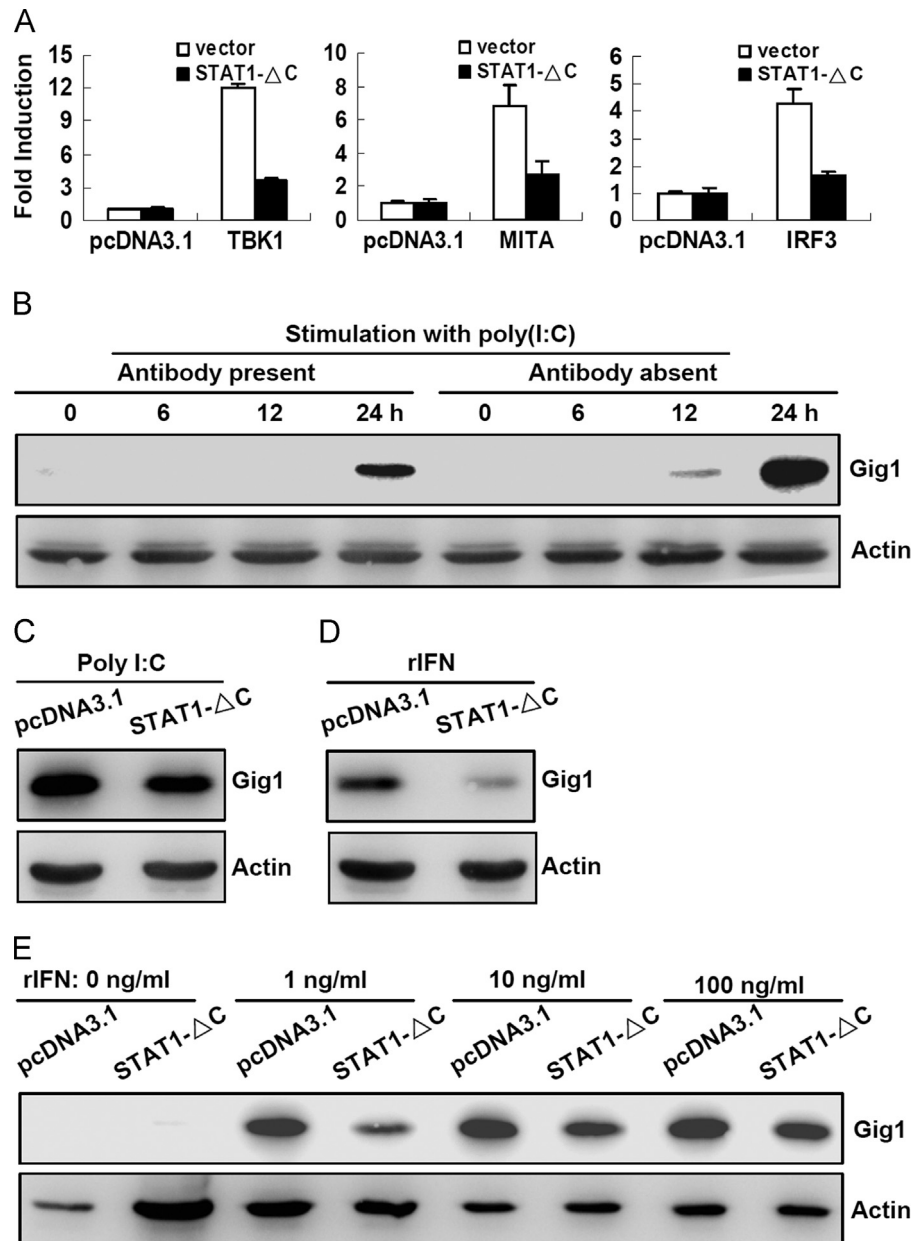 A
Fold Induction
15
12
9
6
3
0
vector
STAT1-△C
pcDNA3.1 TBK1
10
8
6
4
2
0
vector
STAT1-△C
pcDNA3.1 MITA
6
5
4
3
2
1
0
vector
STAT1-△C
pcDNA3.1 IRF3
B
Stimulation with poly(I:C)
Antibody present Antibody absent
0 6 12 24 h 0 6 12 24 h
Gig1
Actin
C
Poly I:C
pcDNA3.1 STAT1-△C
Gig1
Actin
D
rIFN
pcDNA3.1 STAT1-△C
Gig1
Actin
E
rIFN: 0 ng/ml 1 ng/ml 10 ng/ml 100 ng/ml
pcDNA3.1 STAT1-△C pcDNA3.1 STAT1-△C pcDNA3.1 STAT1-△C pcDNA3.1 STAT1-△C
Gig1
Actin